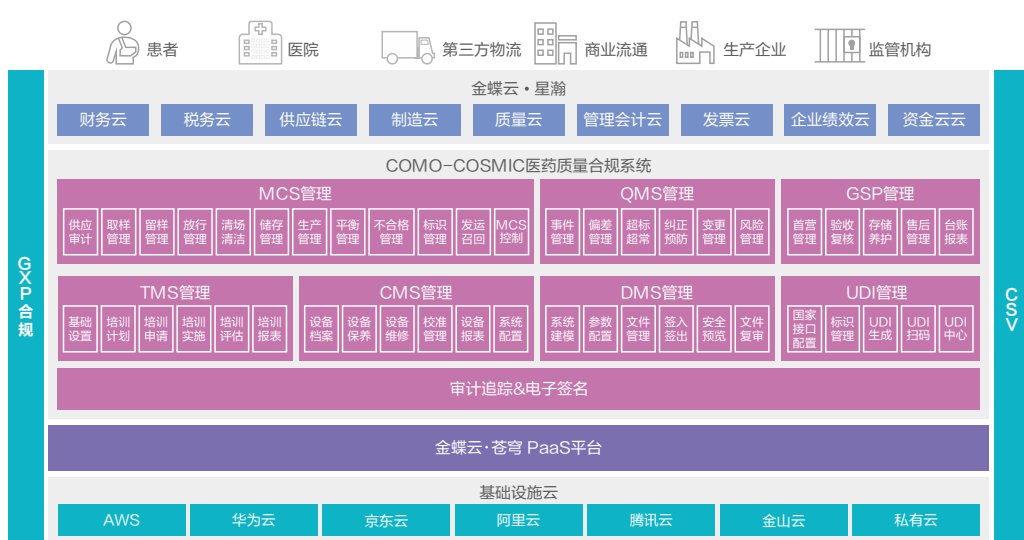 患者
医院
第三方物流
商业流通
生产企业
监管机构
GXP合规
金蝶云·星瀚
财务云
税务云
供应链云
制造云
质量云
管理会计云
发票云
企业绩效云
资金云云
COMO-COSMIC医药质量合规系统
MCS管理
供应
审计
取样
管理
留样
管理
放行
管理
清场
清洁
储存
管理
生产
管理
平衡
管理
不合格
管理
标识
管理
发运
召回
MCS
控制
QMS管理
事件
管理
偏差
管理
超标
超常
纠正
预防
变更
管理
风险
管理
GSP管理
首营
管理
验收
复核
存储
养护
售后
管理
台账
报表
TMS管理
基础
设置
培训
计划
培训
申请
培训
实施
培训
评估
培训
报表
CMS管理
设备
档案
设备
保养
设备
维修
校准
管理
设备
报表
系统
配置
DMS管理
系统
建模
参数
配置
文件
管理
签入
签出
安全
预览
文件
复审
UDI管理
国家
接口
配置
标识
管理
UDI
生成
UDI
扫码
UDI
中心
审计追踪&电子签名
金蝶云·苍穹 PaaS平台
基础设施云
AWS
华为云
京东云
阿里云
腾讯云
金山云
私有云
CSV